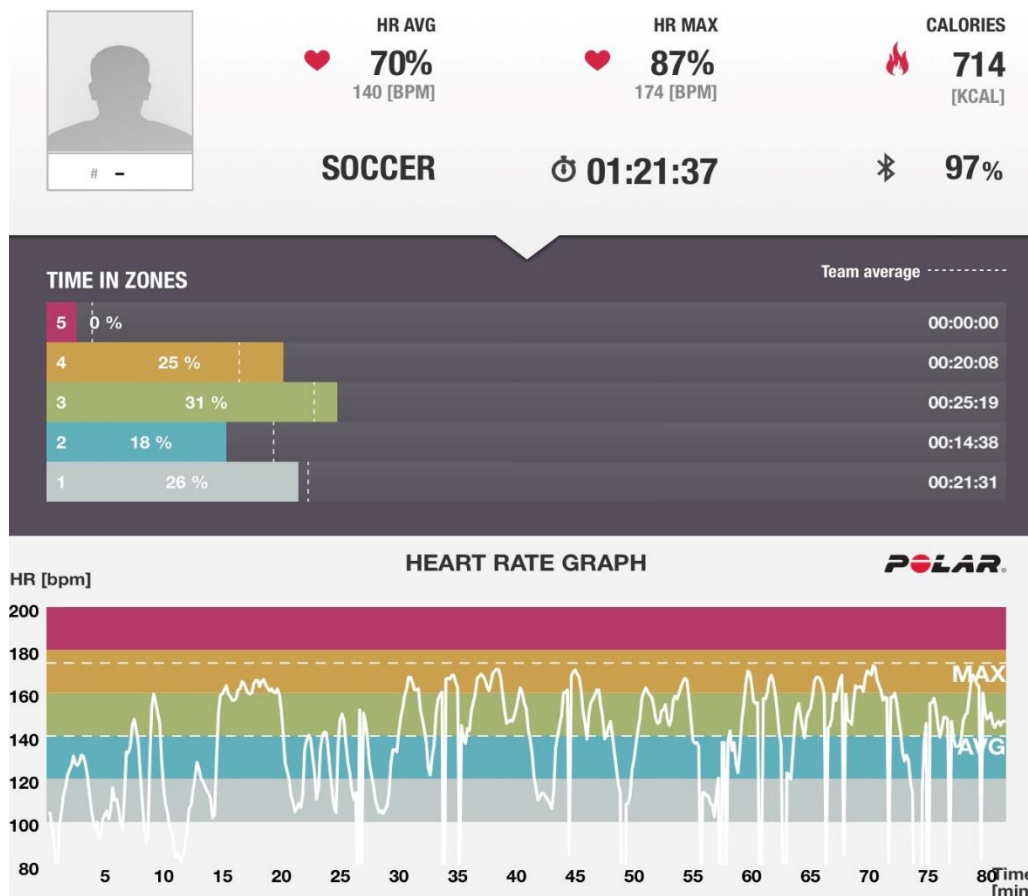 HR AVG HR MAX CALORIES
70% 87% 714
140 [BPM] 174 [BPM] [KCAL]
# -
SOCCER 01:21:37 97%
TIME IN ZONES Team average
5 0 % 00:00:00
4 25 % 00:20:08
3 31 % 00:25:19
2 18 % 00:14:38
1 26 % 00:21:31
HEART RATE GRAPH POLAR
HR [bpm]
200
180
MAX
160
140
AVG
120
100
80
5 10 15 20 25 30 35 40 45 50 55 60 65 70 75 80 Time
[min]